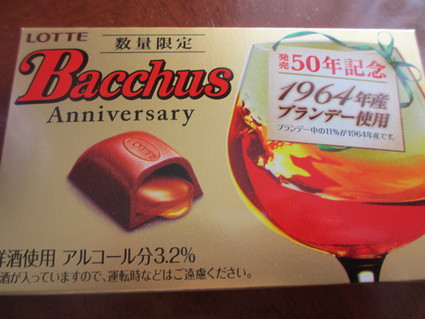 LOTTE
数量限定
Bacchus
Anniversary
発売50年記念
1964年産
ブランデー使用
ブランデー中の11%が1964年産です。
LOTTE
洋酒使用 アルコール分3.2%
酒が入っていますので、運転時などはご遠慮ください。